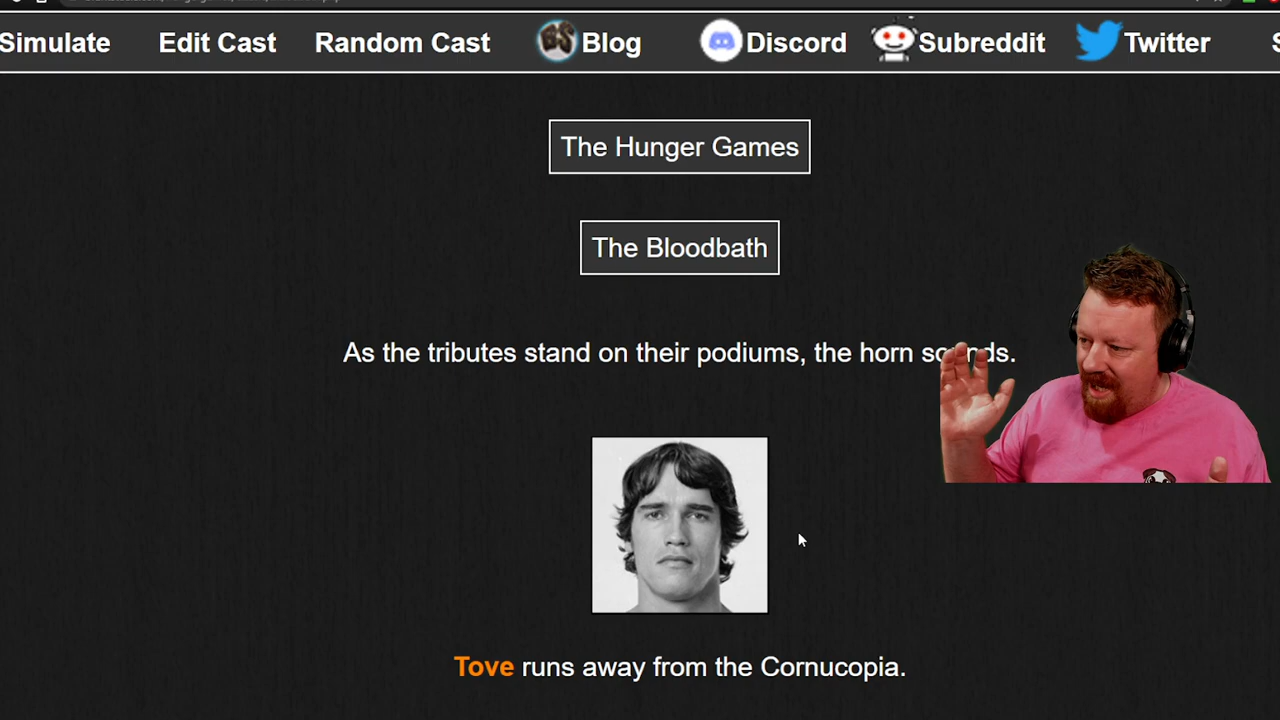 Simulate Edit Cast Random Cast Blog Discord Subreddit Twitter
The Hunger Games
The Bloodbath
As the tributes stand on their podiums, the horn sounds.
Tove runs away from the Cornucopia.